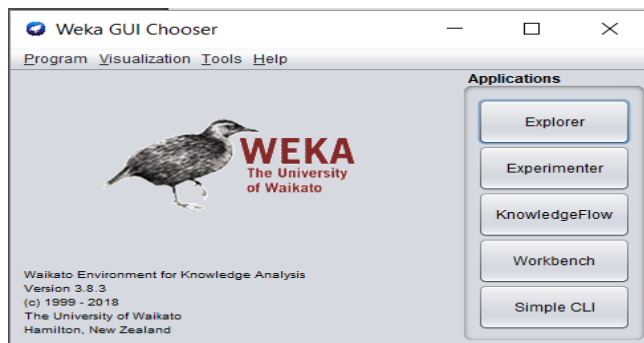 Weka GUI Chooser
Program Visualization Tools Help
Applications
Explorer
Experimenter
KnowledgeFlow
Workbench
Simple CLI
WEKA
The University
of Waikato
Waikato Environment for Knowledge Analysis
Version 3.8.3
(c) 1999 - 2018
The University of Waikato
Hamilton, New Zealand